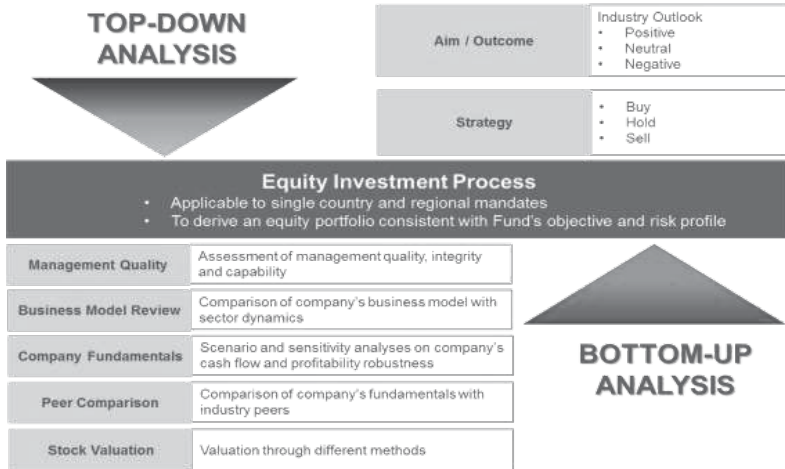 TOP-DOWN
ANALYSIS
Aim / Outcome
Industry Outlook
• Positive
• Neutral
• Negative
Strategy
• Buy
• Hold
• Sell
Equity Investment Process
• Applicable to single country and regional mandates
• To derive an equity portfolio consistent with Fund's objective and risk profile
Management Quality
Assessment of management quality, integrity
and capability
Business Model Review
Comparison of company's business model with
sector dynamics
Company Fundamentals
Scenario and sensitivity analyses on company's
cash flow and profitability robustness
Peer Comparison
Comparison of company's fundamentals with
industry peers
Stock Valuation
Valuation through different methods
BOTTOM-UP
ANALYSIS